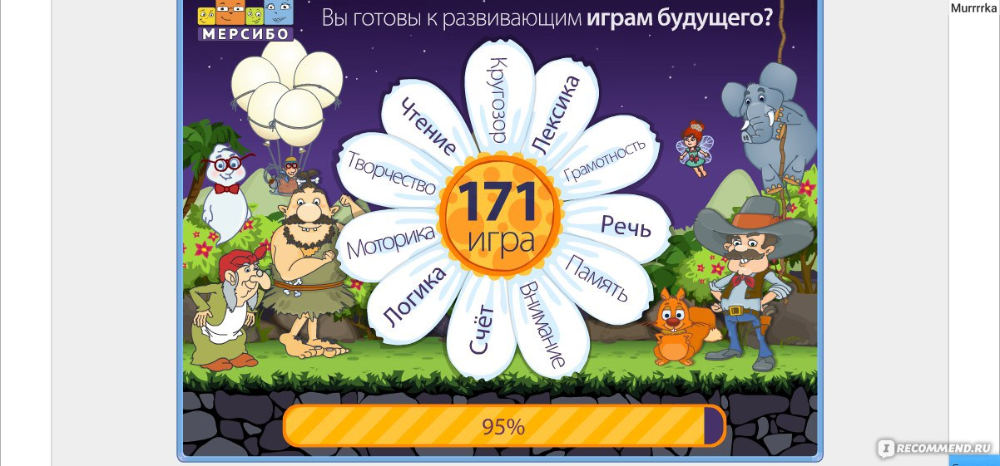 Murrrrka
МЕРСИБО
Вы готовы к развивающим играм будущего?
Кругозор
Лексика
Грамотность
Речь
Память
Внимание
Счёт
Логика
Моторика
Творчество
Чтение
171
игра
95%
IRECOMMEND.RU